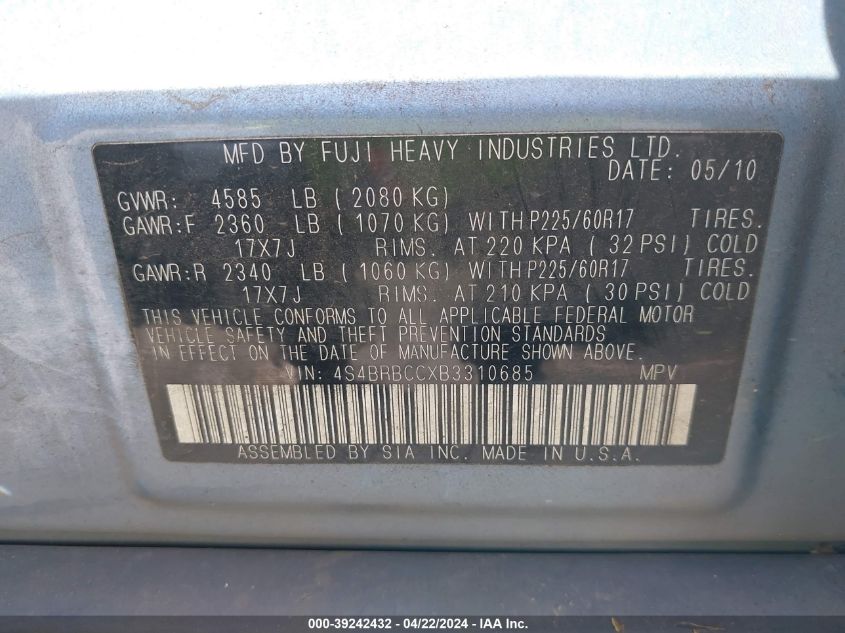 MFD BY FUJI HEAVY INDUSTRIES LTD.
DATE: 05/10
GVWR: 4585 LB ( 2080 KG)
GAWR:F 2360 LB ( 1070 KG) WITH P225/60R17 TIRES.
17X7J RIMS. AT 220 KPA ( 32 PSI) COLD
GAWR:R 2340 LB ( 1060 KG) WITH P225/60R17 TIRES.
17X7J RIMS. AT 210 KPA ( 30 PSI) COLD
THIS VEHICLE CONFORMS TO ALL APPLICABLE FEDERAL MOTOR
VEHICLE SAFETY AND THEFT PREVENTION STANDARDS
IN EFFECT ON THE DATE OF MANUFACTURE SHOWN ABOVE.
VIN: 4S4BRBCCXB3310685 MPV
ASSEMBLED BY SIA INC. MADE IN U.S.A.
000-39242432 - 04/22/2024 - IAA Inc.